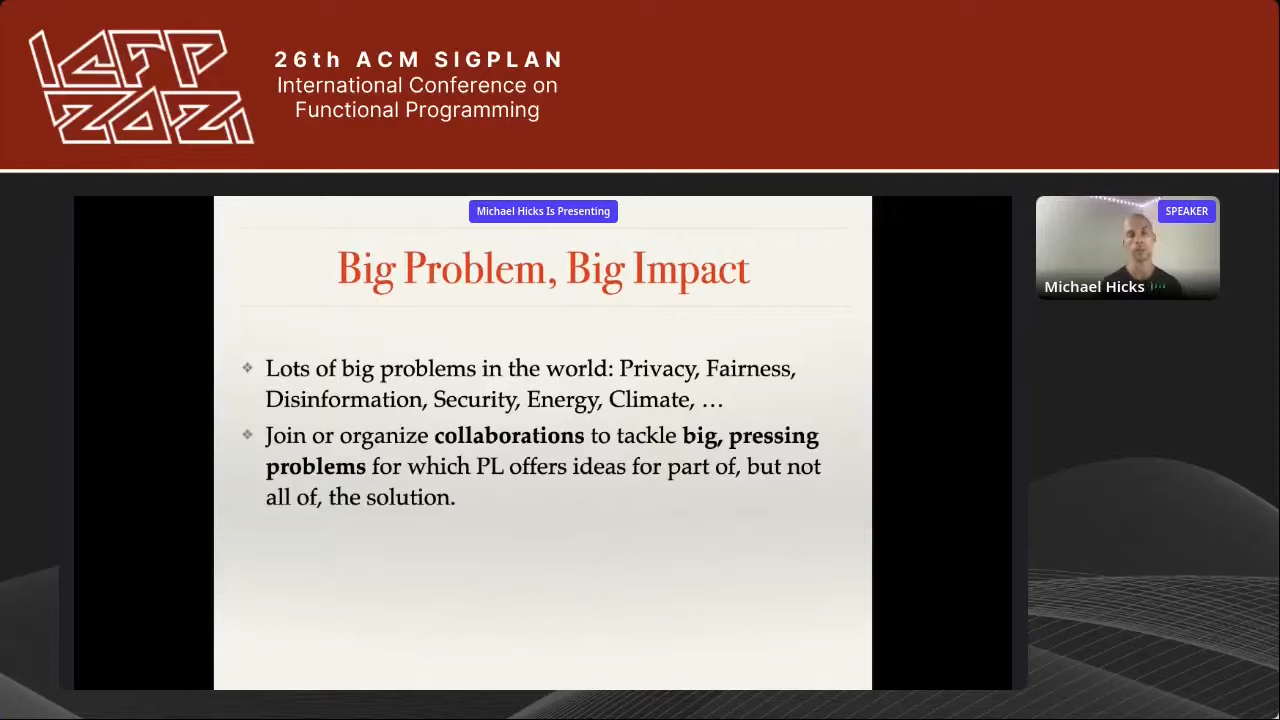 ICFP
2021
26th ACM SIGPLAN
International Conference on
Functional Programming
Michael Hicks Is Presenting
SPEAKER
Michael Hicks
Big Problem, Big Impact
Lots of big problems in the world: Privacy, Fairness,
Disinformation, Security, Energy, Climate, …
Join or organize collaborations to tackle big, pressing
problems for which PL offers ideas for part of, but not
all of, the solution.